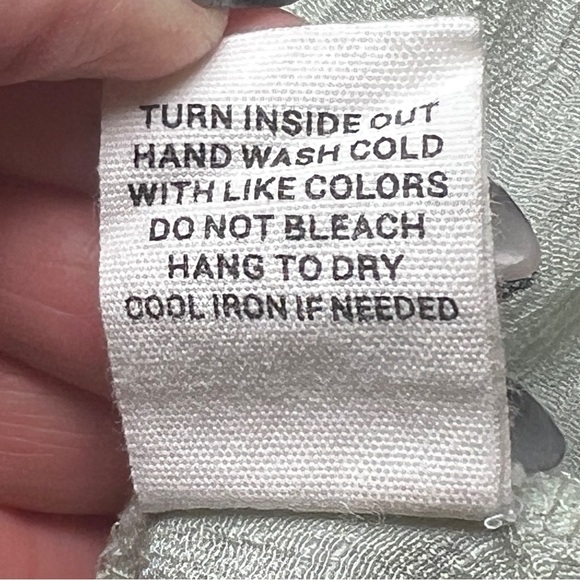 TURN INSIDE OUT
HAND WASH COLD
WITH LIKE COLORS
DO NOT BLEACH
HANG TO DRY
COOL IRON IF NEEDED